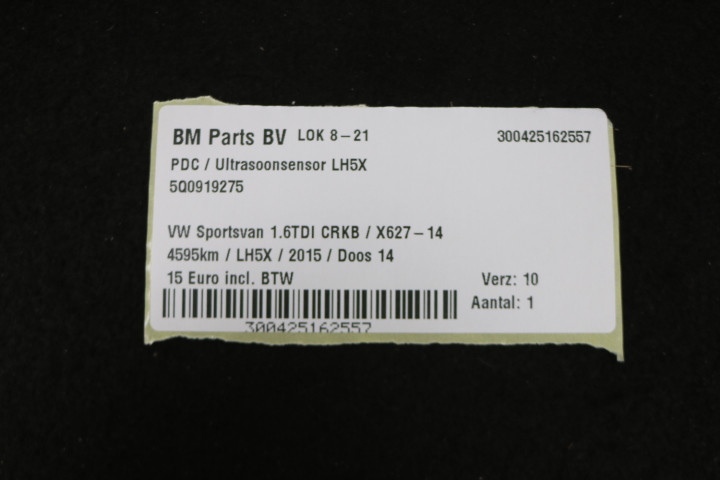 BM Parts BV LOK 8-21 300425162557
PDC / Ultrasoonsensor LH5X
5Q0919275
VW Sportsvan 1.6TDI CRKB / X627-14
4595km / LH5X / 2015 / Doos 14
15 Euro incl. BTW Verz: 10
Aantal: 1
300425162557